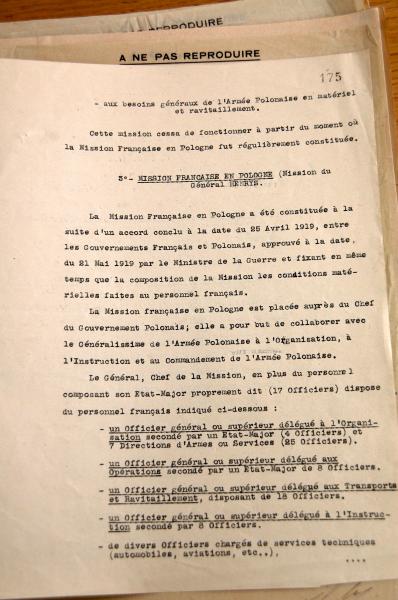 A NE PAS REPRODUIRE
A NE PAS REPRODUIRE
175
- aux besoins généraux de l'Armée Polonaise en matériel
et ravitaillement.
Cette mission cessa de fonctionner à partir du moment où
la Mission Française en Pologne fut régulièrement constituée.
3°- MISSION FRANÇAISE EN POLOGNE (Mission du
Général HENRYS.
La Mission Française en Pologne a été constituée à la
suite d'un accord conclu à la date du 25 Avril 1919, entre
les Gouvernements Français et Polonais, approuvé à la date,
du 21 Mai 1919 par le Ministre de la Guerre et fixant en même
temps que la composition de la Mission les conditions maté-
rielles faites au personnel français.
La Mission française en Pologne est placée auprès du Chef
du Gouvernement Polonais; elle a pour but de collaborer avec
le Généralissime de l'Armée Polonaise à l'Organisation, à
l'Instruction et au Commandement de l'Armée Polonaise.
Le Général, Chef de la Mission, en plus du personnel
composant son Etat-Major proprement dit (17 Officiers) dispose
du personnel français indiqué ci-dessous :
- un Officier général ou supérieur délégué à l'Organi-
sation secondé par un Etat-Major (4 Officiers) et
7 Directions d'Armes ou Services (25 Officiers).
- un Officier général ou supérieur délégué aux
Opérations secondé par un Etat-Major de 8 Officiers.
- un Officier général ou supérieur délégué aux Transports
et Ravitaillement, disposant de 18 Officiers.
- un Officier général ou supérieur délégué à l'Instruc-
tion secondé par 8 Officiers.
- de divers Officiers chargés de services techniques
(automobiles, aviations, etc..),
....